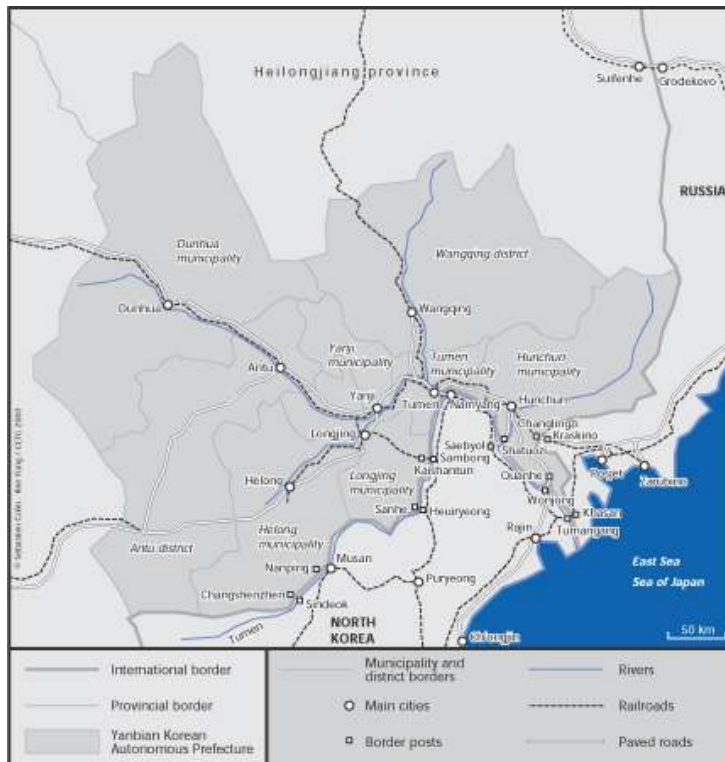 Heilongjiang province
Suifenhe
Grodekovo
RUSSIA
Dunhua
municipality
Wangqing district
Dunhua
Wangqing
Yanji
municipality
Tumen
municipality
Hunchun
municipality
Antu
Yanji
Tumen
Namyang
Hunchun
Longjing
Changlingzi
Kraskino
Saebyol
Shatuozi
Sambong
Kaishantun
Posjet
Zarubino
Helong
Longjing
municipality
Quanhe
Wonjong
Sanhe
Heuiryeong
Khasan
Tumangang
Antu district
Helong
municipality
Rajin
Musan
Nanping
East Sea
Sea of Japan
Puryeong
Changshenzhen
Sindeok
Tumen
NORTH
KOREA
Chongjin
50 km
International border
Provincial border
Yanbian Korean
Autonomous Prefecture
Municipality and
district borders
Main cities
Border posts
Rivers
Railroads
Paved roads